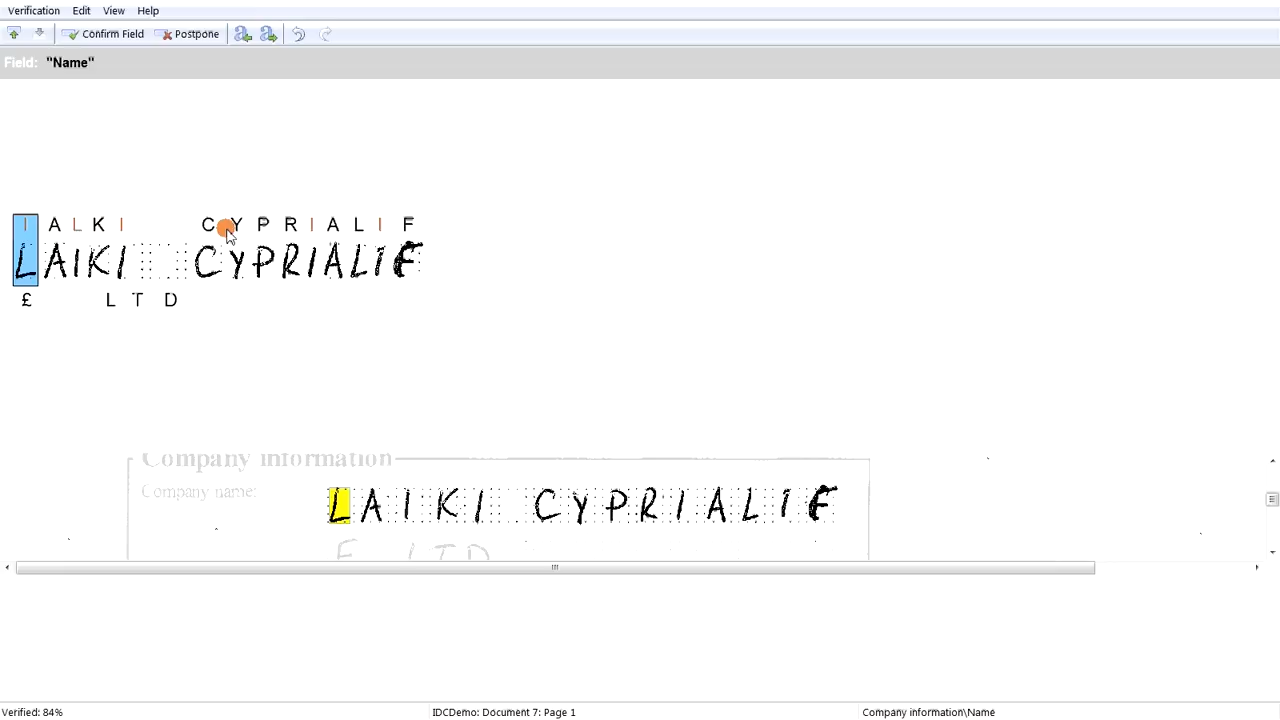 Verification Edit View Help
Confirm Field Postpone
Field: "Name"
I A L K I C Y P R I A L I F
LAIKI CYPRIALIF
£ L T D
Company information
Company name: LAIKI CYPRIALIF
E LTD
Verified: 84% IDCDemo: Document 7: Page 1 Company information\Name